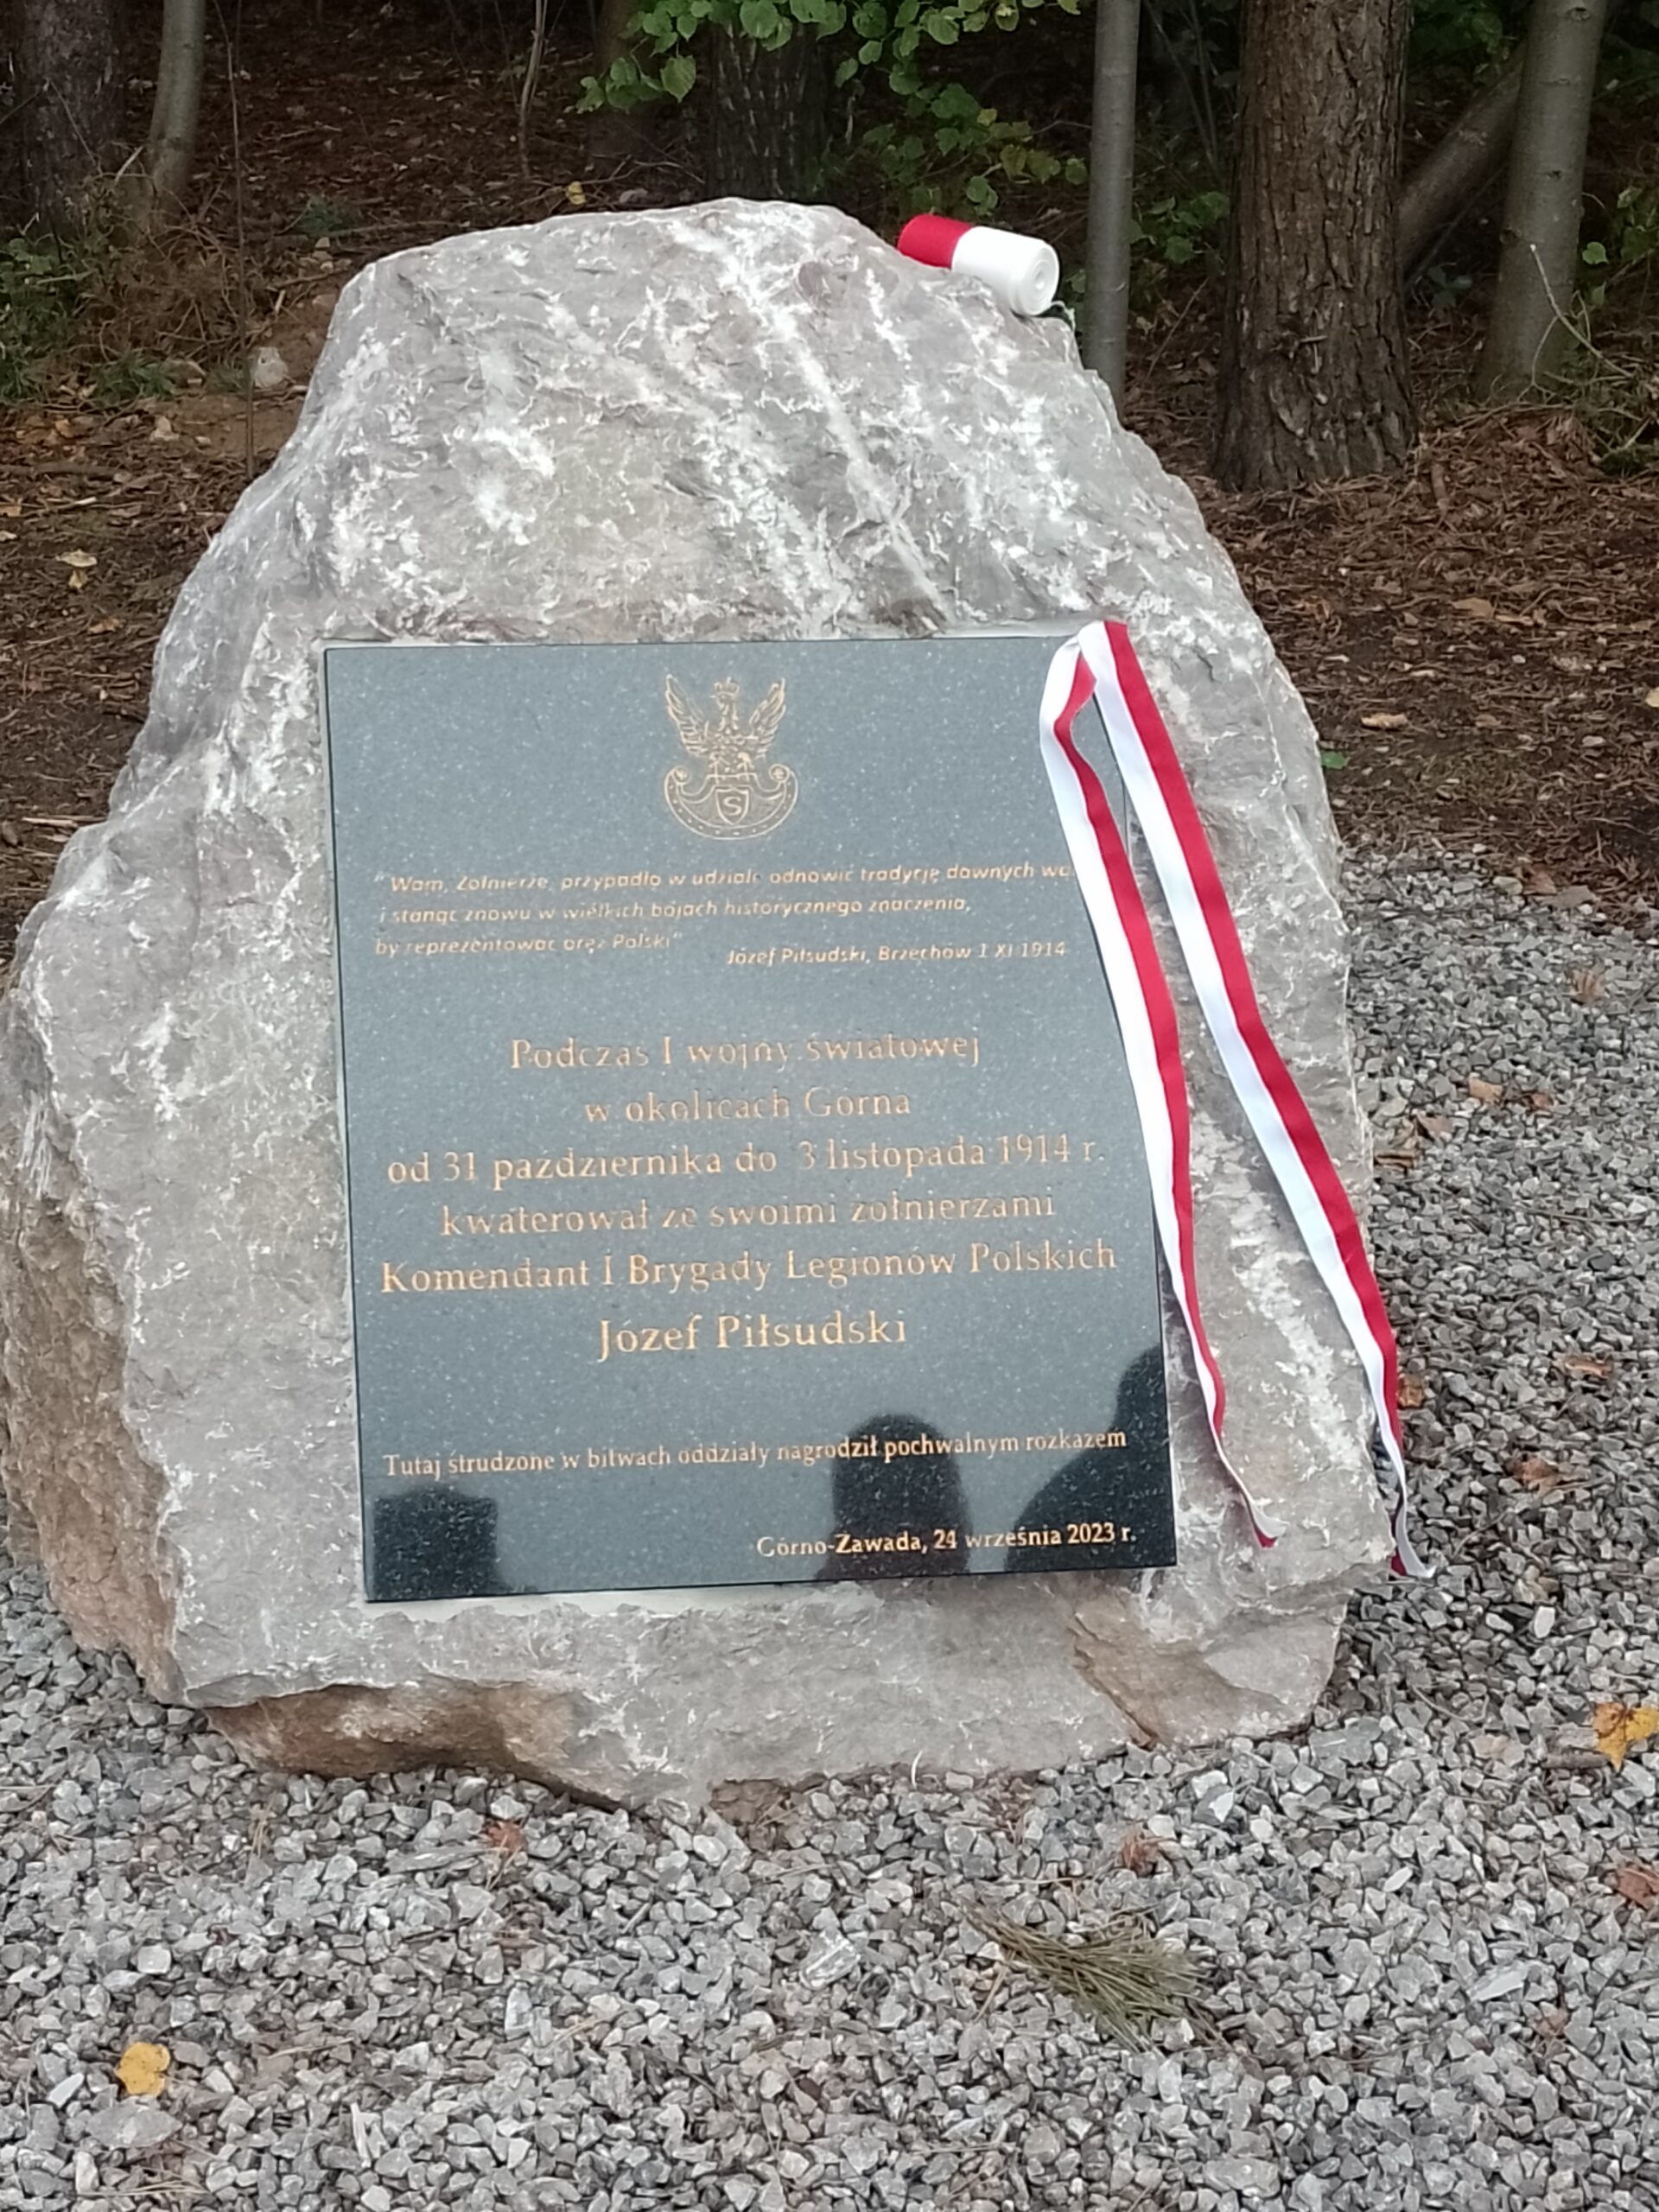 S
"Wam, Żołnierze, przypadło w udziale odnowić tradycję dawnych
i stanąć znowu w wielkich bojach historycznego znaczenia,
by reprezentować oręż Polski"
Józef Piłsudski, Brzechów 1 XI 1914
Podczas I wojny światowej
w okolicach Górna
od 31 października do 3 listopada 1914 r.
kwaterował ze swoimi żołnierzami
Komendant I Brygady Legionów Polskich
Józef Piłsudski
Tutaj strudzone w bitwach oddziały nagrodził pochwalnym rozkazem
Górno-Zawada, 24 września 2023 r.